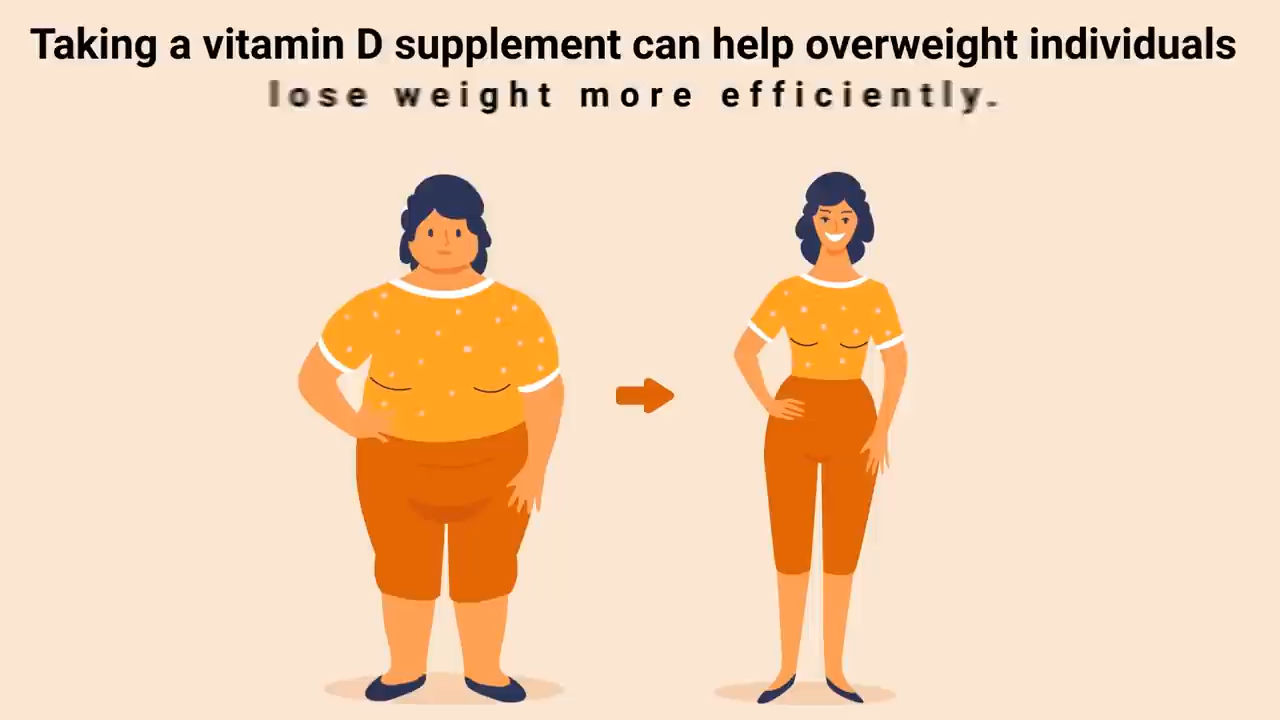 Taking a vitamin D supplement can help overweight individuals
lose weight more efficiently.